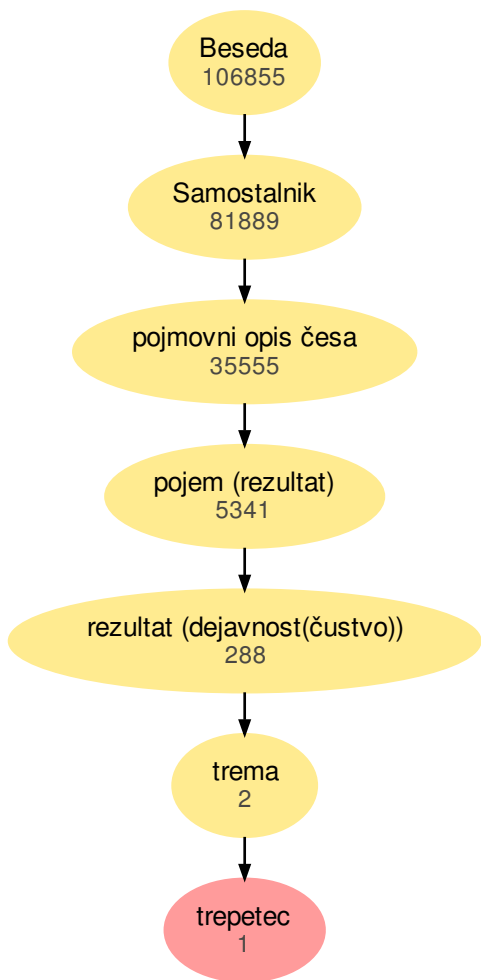 Beseda
106855
Samostalnik
81889
pojmovni opis česa
35555
pojem (rezultat)
5341
rezultat (dejavnost(čustvo))
288
trema
2
trepetec
1